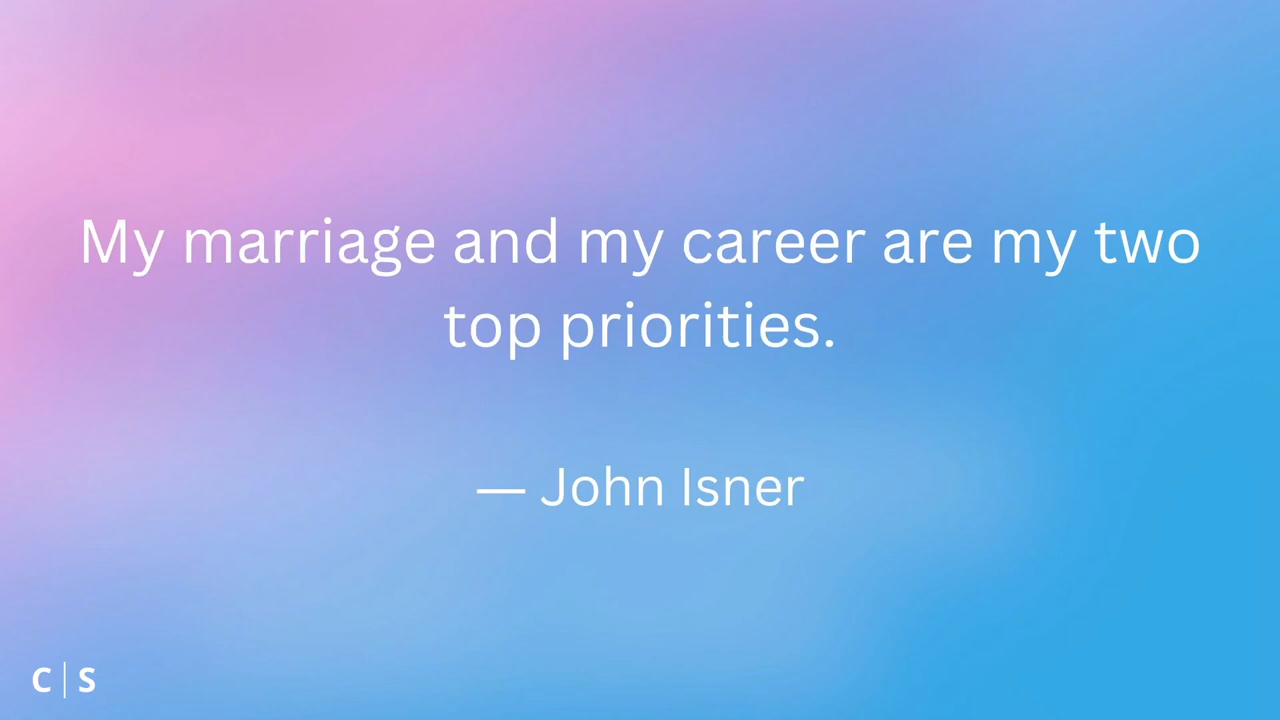 My marriage and my career are my two
top priorities.
— John Isner
C | S